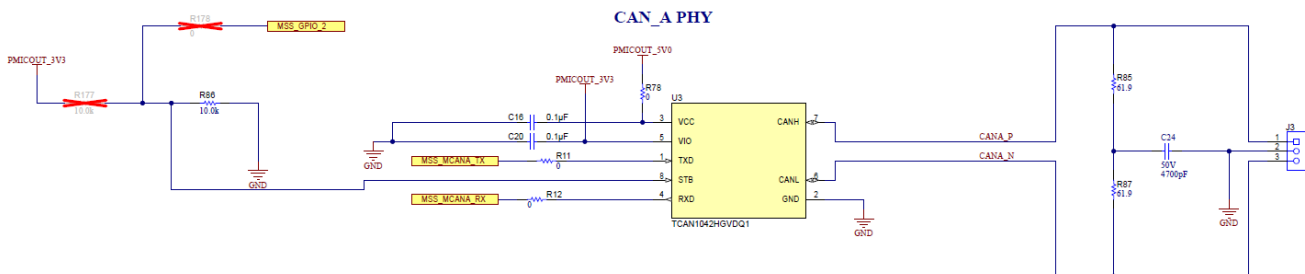 CAN_A PHY
R178
0
MSS_GPIO_2
PMICOUT_5V0
PMICOUT_3V3
PMICOUT_3V3
R177
10.0k
R86
10.0k
GND
R78
0
U3
C16 0.1µF
3 VCC CANH 7
C20 0.1µF
5 VIO
GND
MSS_MCANA_TX
R11
0
1 TXD
8 STB CANL 6
MSS_MCANA_RX
R12
0
4 RXD GND 2
TCAN1042HGVDQ1
GND
CANA_P
CANA_N
R85
61.9
C24
50V
4700pF
R87
61.9
GND
J3
1
2
3